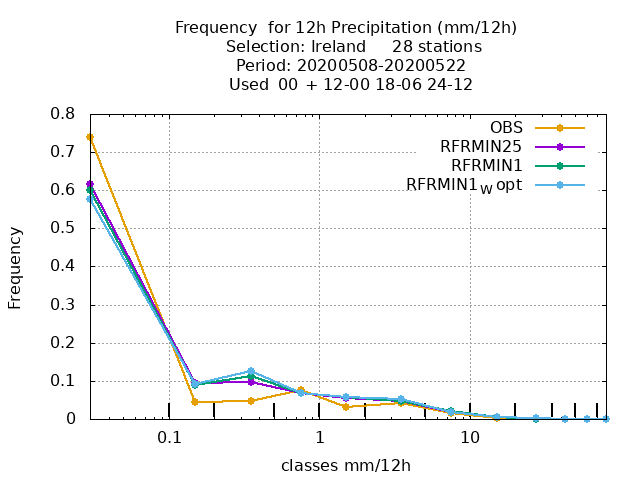 Frequency  for 12h Precipitation (mm/12h)
Selection: Ireland     28 stations
Period: 20200508-20200522
Used  00  + 12-00 18-06 24-12
0.8
0.7
0.6
0.5
0.4
0.3
0.2
0.1
0
Frequency
OBS
RFRMIN25
RFRMIN1
RFRMIN1w opt
0.1
1
10
classes mm/12h